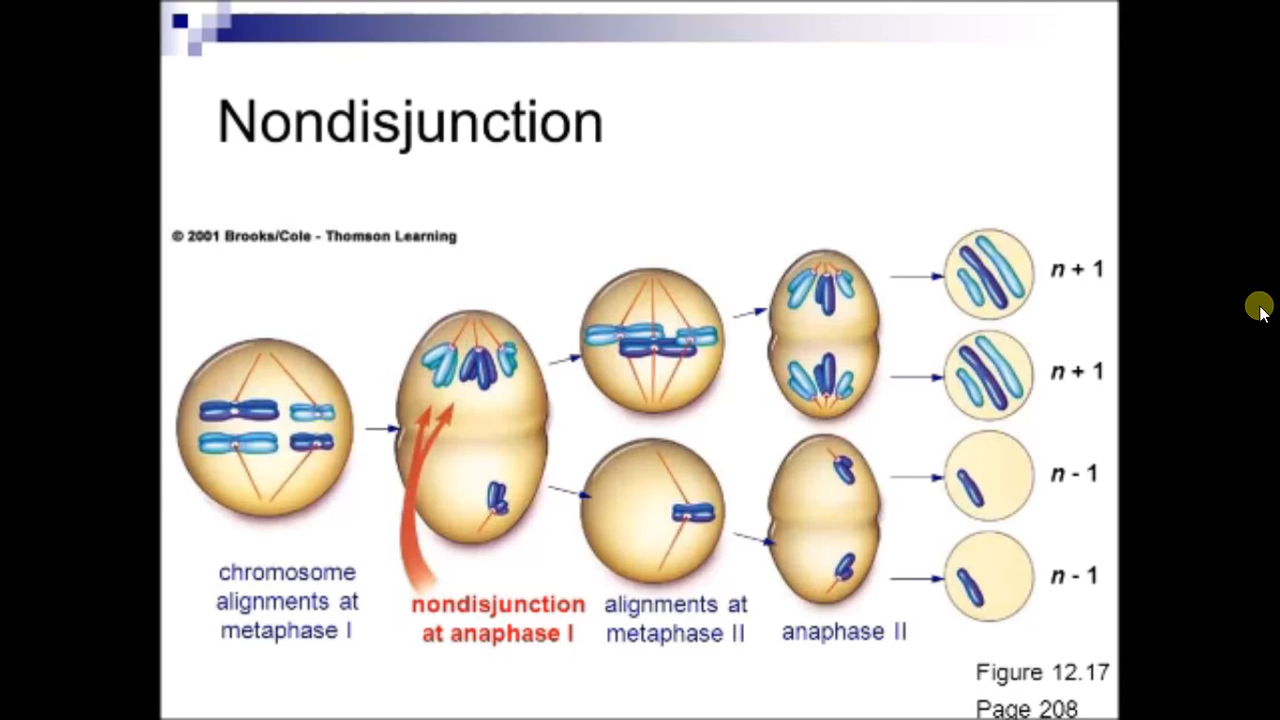 Nondisjunction
© 2001 Brooks/Cole - Thomson Learning
n + 1
n + 1
n - 1
n - 1
chromosome
alignments at
metaphase I
nondisjunction
at anaphase I
alignments at
metaphase II
anaphase II
Figure 12.17
Page 208